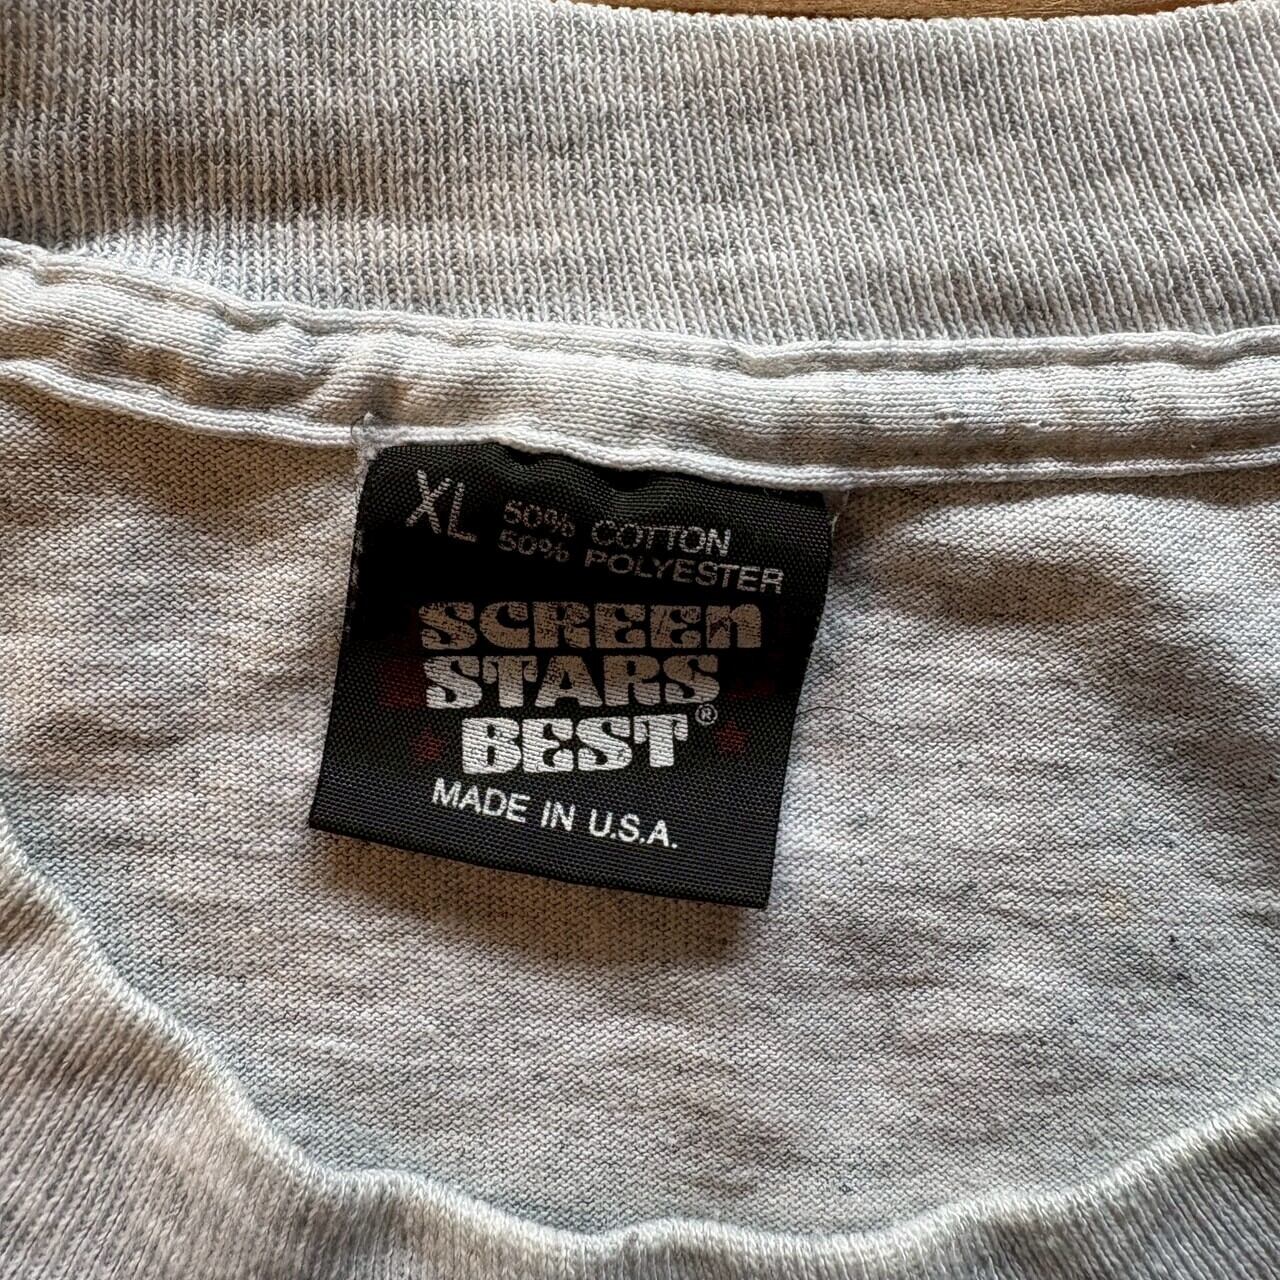 XL 50% COTTON
50% POLYESTER
SCREEN
STARS
BEST®
MADE IN U.S.A.